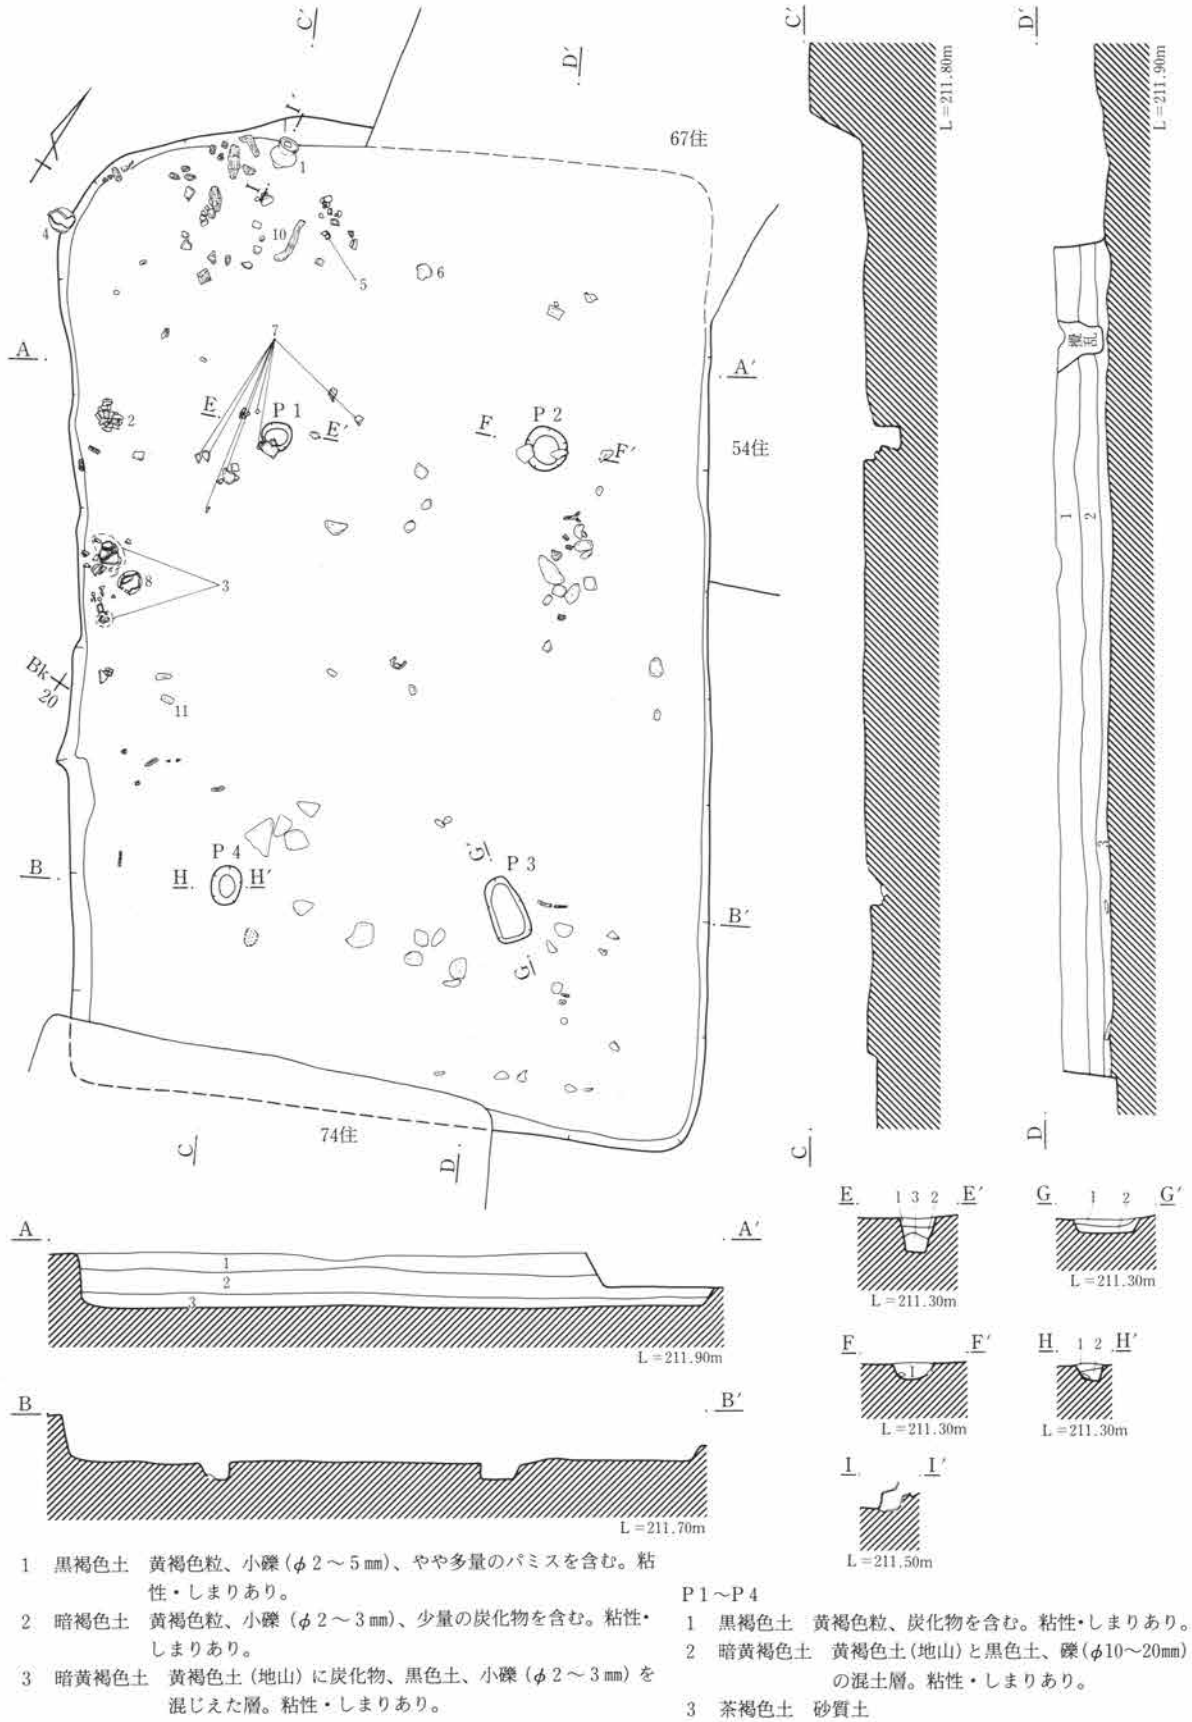 C′
D′
C′
D′
L=211.80m
L=211.90m
I′
67住
1
I
4
10
5
6
7
A
A′
E
P 1
E′
F
P 2
F′
2
54住
攪乱
1
2
3
8
3
Bk
20
11
B
P 4
H
H′
G′
P 3
B′
G
74住
C
D
C
D
A
A′
1
2
3
L=211.90m
E
1 3 2
E′
L=211.30m
G
1 2
G′
L=211.30m
F
1
F′
L=211.30m
H
1 2
H′
L=211.30m
B
B′
L=211.70m
I
I′
L=211.50m
1 黒褐色土 黄褐色粒、小礫(φ2~5㎜)、やや多量のパミスを含む。粘
性・しまりあり。
2 暗褐色土 黄褐色粒、小礫(φ2~3㎜)、少量の炭化物を含む。粘性・
しまりあり。
3 暗黄褐色土 黄褐色土(地山)に炭化物、黒色土、小礫(φ2~3㎜)を
混じえた層。粘性・しまりあり。
P1~P4
1 黒褐色土 黄褐色粒、炭化物を含む。粘性・しまりあり。
2 暗黄褐色土 黄褐色土(地山)と黒色土、礫(φ10~20㎜)
の混土層。粘性・しまりあり。
3 茶褐色土 砂質土